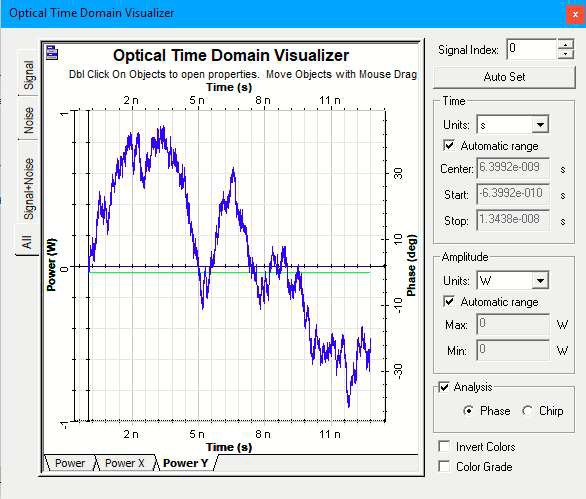 Optical Time Domain Visualizer
Signal Index: 0
Auto Set
Signal
Noise
Signal+Noise
All
Optical Time Domain Visualizer
Dbl Click On Objects to open properties. Move Objects with Mouse Drag
Time (s)
2 n 5 n 8 n 11 n
1
0
-1
Power (W)
30
10
-10
-30
Phase (deg)
2 n 5 n 8 n 11 n
Time (s)
Power Power X Power Y
Time
Units: s
Automatic range
Center: 6.3992e-009 s
Start: -6.3992e-010 s
Stop: 1.3438e-008 s
Amplitude
Units: W
Automatic range
Max: 0 W
Min: 0 W
Analysis
Phase Chirp
Invert Colors
Color Grade